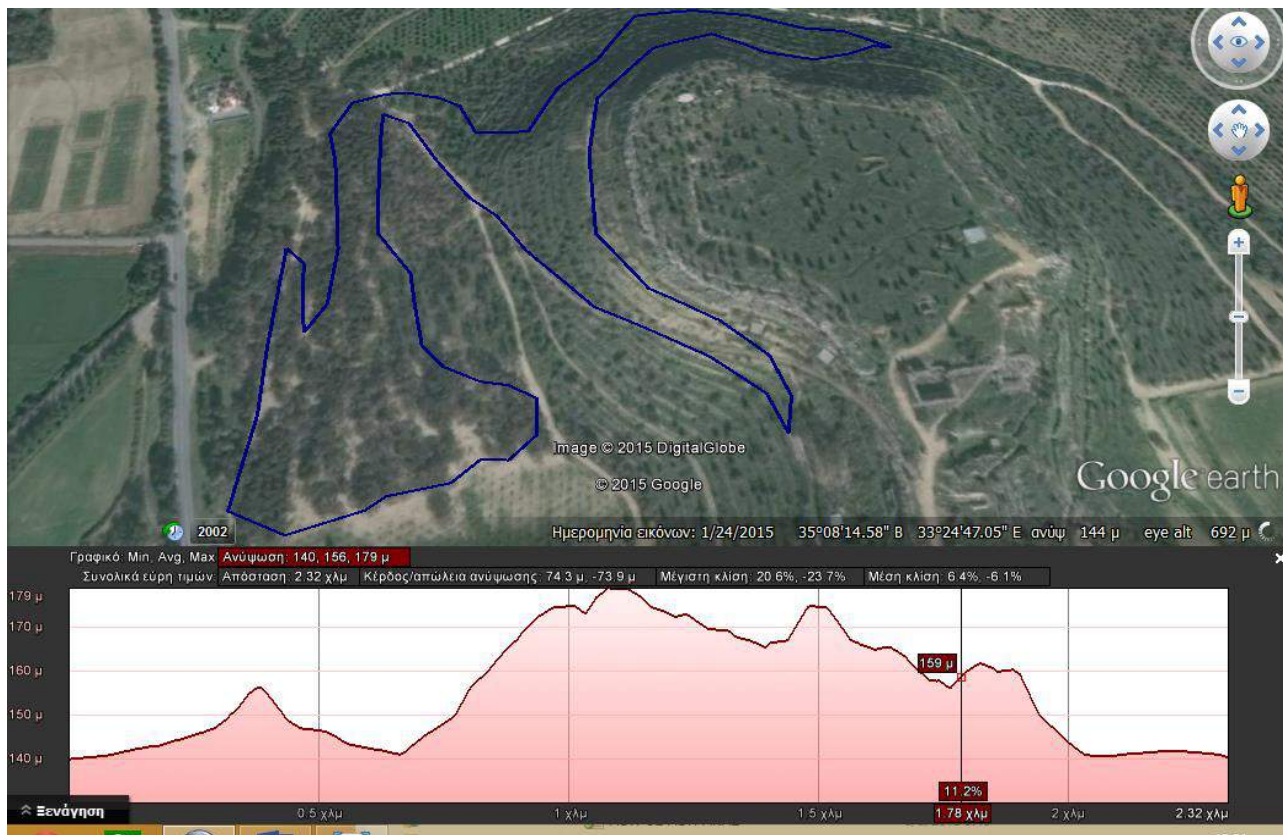 Image © 2015 DigitalGlobe
© 2015 Google
Google earth
2002
Ημερομηνία εικόνων: 1/24/2015 35°08'14.58" Β 33°24'47.05" Ε ανύψ 144 μ eye alt 692 μ
Γραφικό: Min, Avg, Max Ανύψωση: 140, 156, 179 μ
Συνολικά εύρη τιμών: Απόσταση: 2.32 χλμ Κέρδος/απώλεια ανύψωσης: 74.3 μ, -73.9 μ Μέγιστη κλίση: 20.6%, -23.7% Μέση κλίση: 6.4%, -6.1%
179 μ
170 μ
160 μ
159 μ
150 μ
140 μ
11.2%
Ξενάγηση
0.5 χλμ 1 χλμ 1.5 χλμ 1.78 χλμ 2 χλμ 2.32 χλμ